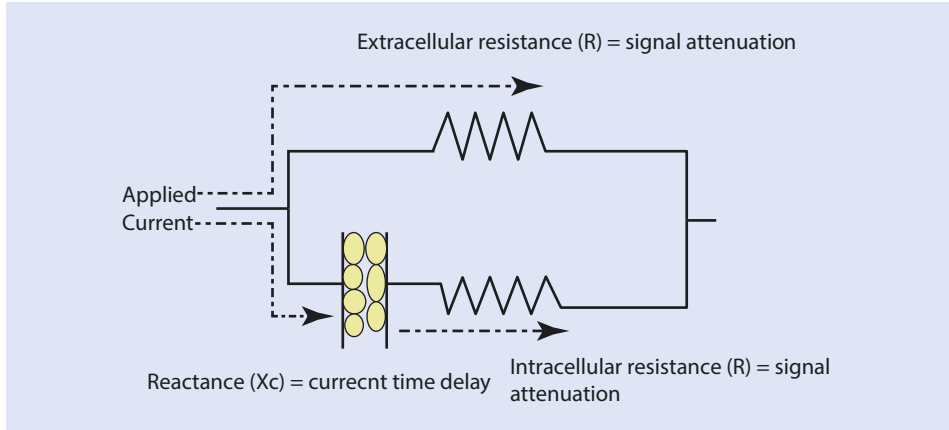 Extracellular resistance (R) = signal attenuation
Applied
Current
Reactance (Xc) = currecnt time delay
Intracellular resistance (R) = signal
attenuation